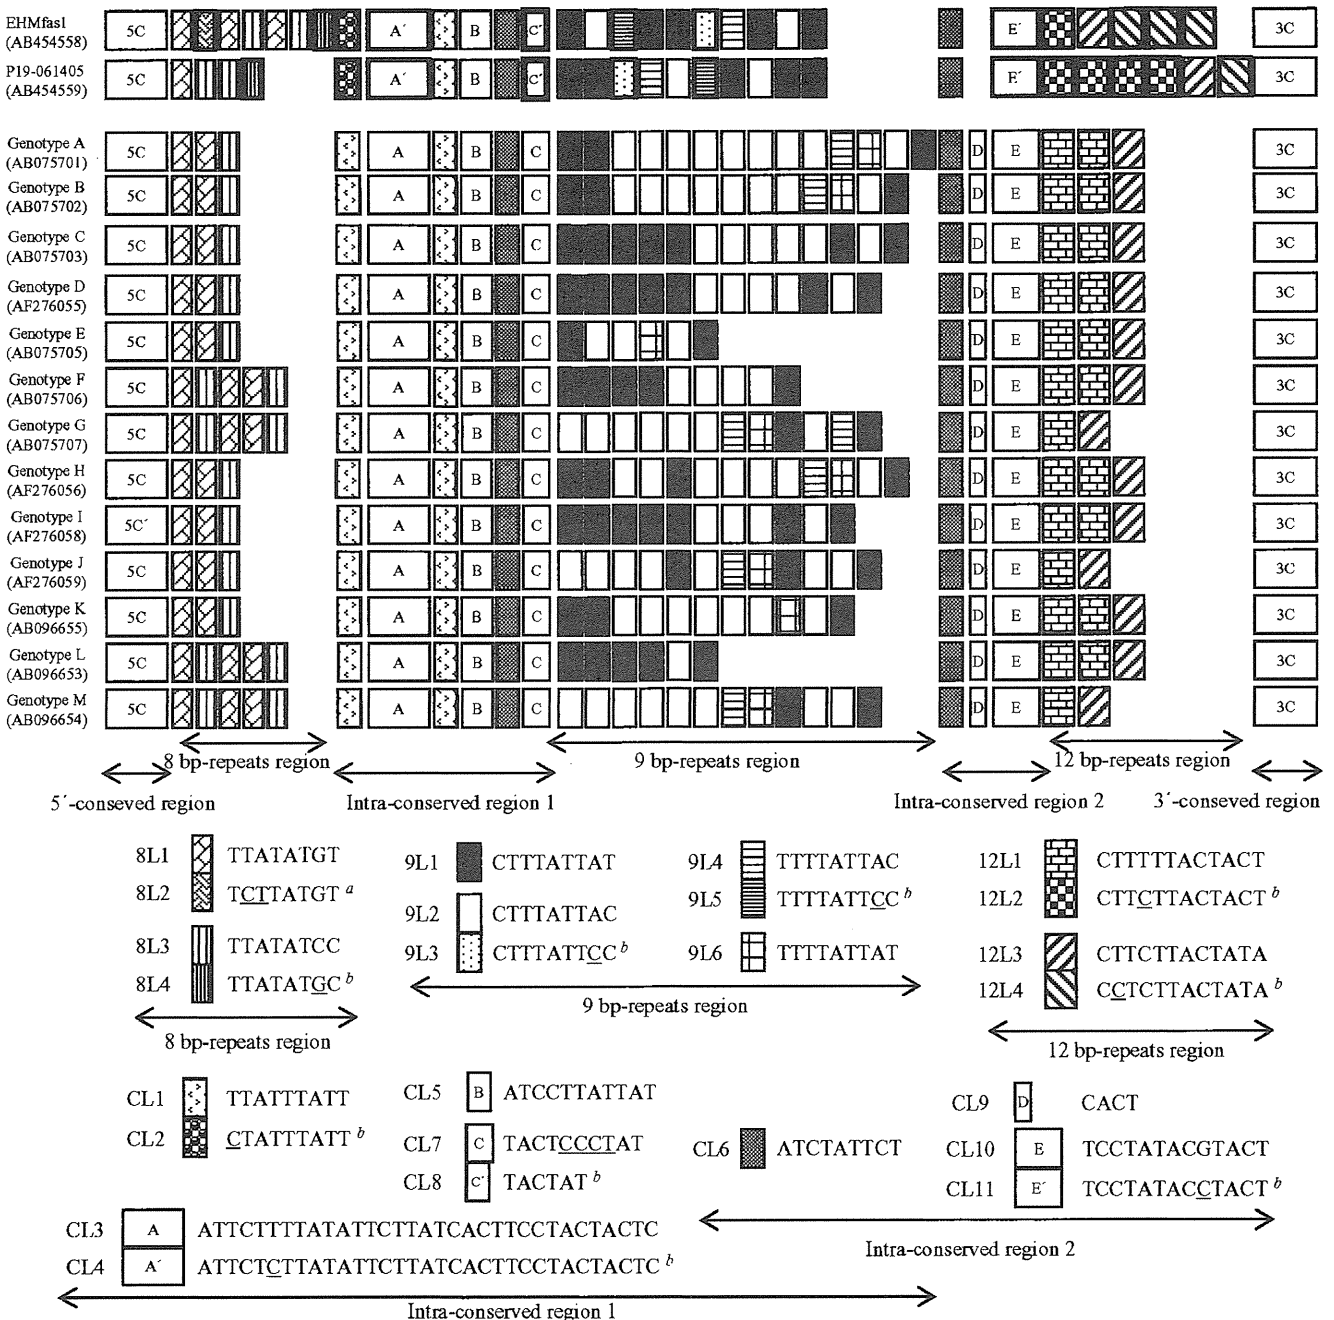 EHMfasI
(AB454558) 5C A´ B C´ E´ 3C
P19-061405
(AB454559) 5C A´ B C´ E´ 3C
Genotype A
(AB075701) 5C A B C D E 3C
Genotype B
(AB075702) 5C A B C D E 3C
Genotype C
(AB075703) 5C A B C D E 3C
Genotype D
(AF276055) 5C A B C D E 3C
Genotype E
(AB075705) 5C A B C D E 3C
Genotype F
(AB075706) 5C A B C D E 3C
Genotype G
(AB075707) 5C A B C D E 3C
Genotype H
(AF276056) 5C A B C D E 3C
Genotype I
(AF276058) 5C´ A B C D E 3C
Genotype J
(AF276059) 5C A B C D E 3C
Genotype K
(AB096655) 5C A B C D E 3C
Genotype L
(AB096653) 5C A B C D E 3C
Genotype M
(AB096654) 5C A B C D E 3C
8 bp-repeats region 9 bp-repeats region 12 bp-repeats region
5´-conseved region Intra-conserved region 1 Intra-conserved region 2 3´-conseved region
8L1 TTATATGT
8L2 TCTTATGT a
8L3 TTATATCC
8L4 TTATATGC b
8 bp-repeats region
9L1 CTTTATTAT
9L2 CTTTATTAC
9L3 CTTTATTCC b
9L4 TTTTATTAC
9L5 TTTTATTCC b
9L6 TTTTATTAT
9 bp-repeats region
12L1 CTTTTTACTACT
12L2 CTTCTTACTACT b
12L3 CTTCTTACTATA
12L4 CCTCTTACTATA b
12 bp-repeats region
CL1 TTATTTATT
CL2 CTATTTATT b
CL5 B ATCCTTATTAT
CL7 C TACTCCCTAT
CL8 C´ TACTAT b
CL6 ATCTATTCT
CL9 D CACT
CL10 E TCCTATACGTACT
CL11 E´ TCCTATACCTACT b
CL3 A ATTCTTTTATATTCTTATCACTTCCTACTACTC
CL4 A´ ATTCTCTTATATTCTTATCACTTCCTACTACTC b
Intra-conserved region 2
Intra-conserved region 1